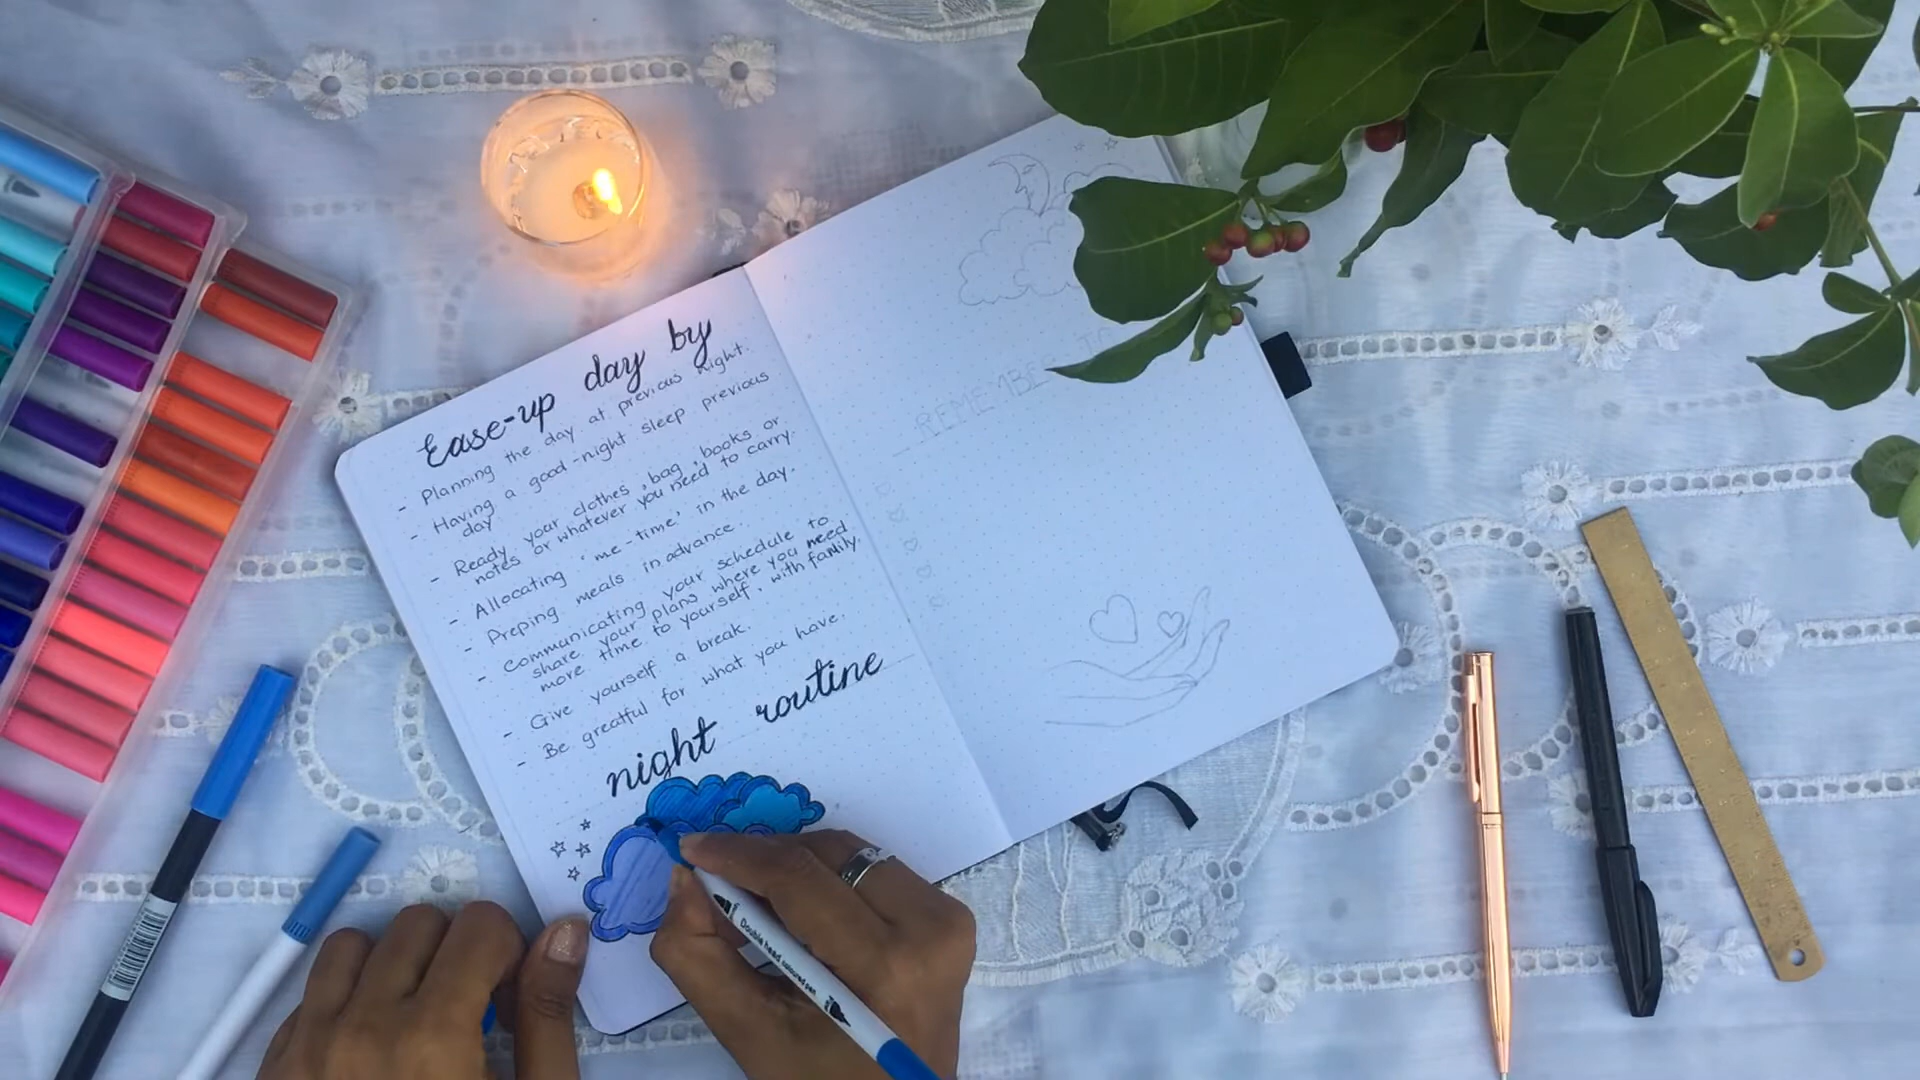 Ease-up day by
- Planning the day at previous night.
- Having a good-night sleep previous
day
- Ready your clothes, bag, books or
notes or whatever you need to carry.
- Allocating 'me-time' in the day.
- Preping meals in advance.
- Communicating your schedule to
share your plans where you need
more time to yourself, with family.
- Give yourself a break.
- Be greatful for what you have.
night routine
REMEMBE TO
Double head coloured pen